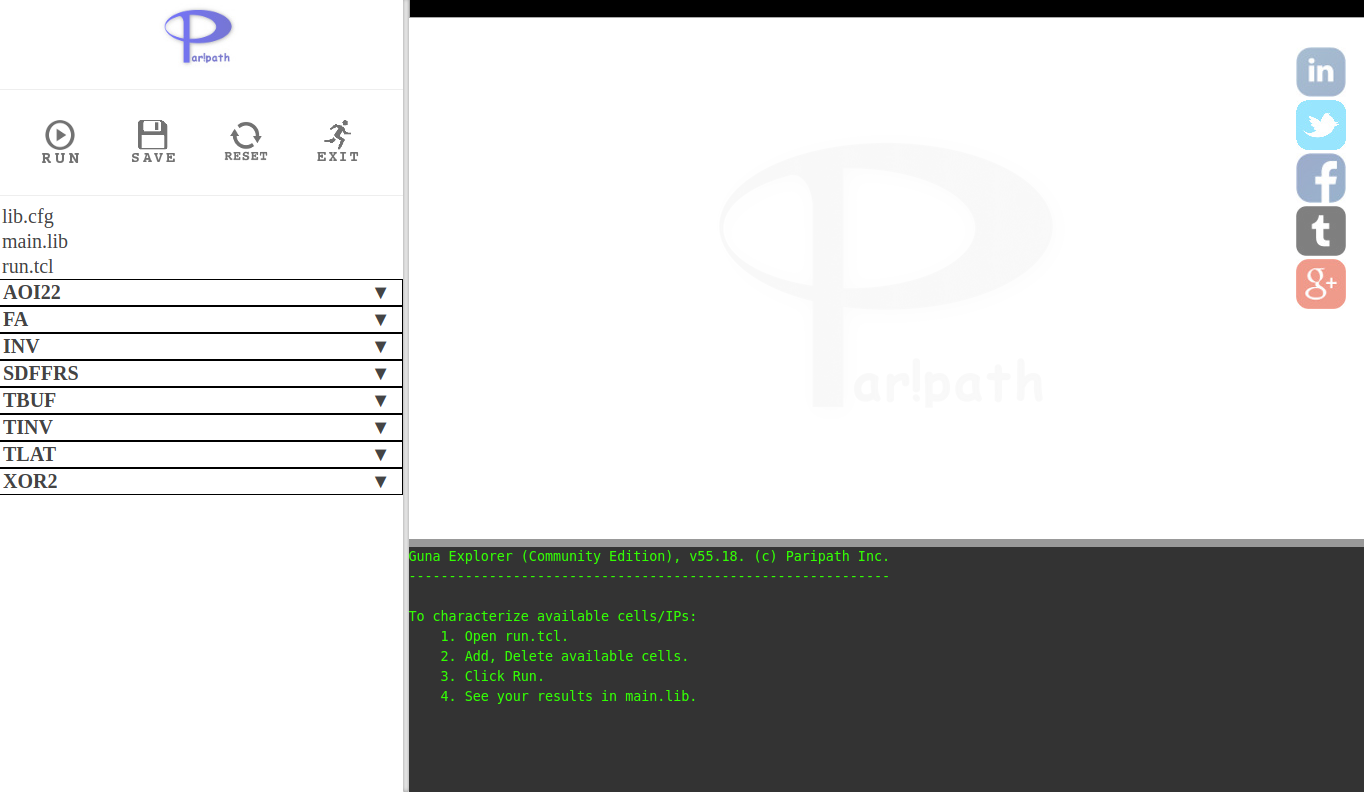 Par!path
RUN
SAVE
RESET
EXIT
lib.cfg
main.lib
run.tcl
AOI22 ▼
FA ▼
INV ▼
SDFFRS ▼
TBUF ▼
TINV ▼
TLAT ▼
XOR2 ▼
Par!path
in
f
t
g+
Guna Explorer (Community Edition), v55.18. (c) Paripath Inc.
------------------------------------------------------------
To characterize available cells/IPs:
1. Open run.tcl.
2. Add, Delete available cells.
3. Click Run.
4. See your results in main.lib.